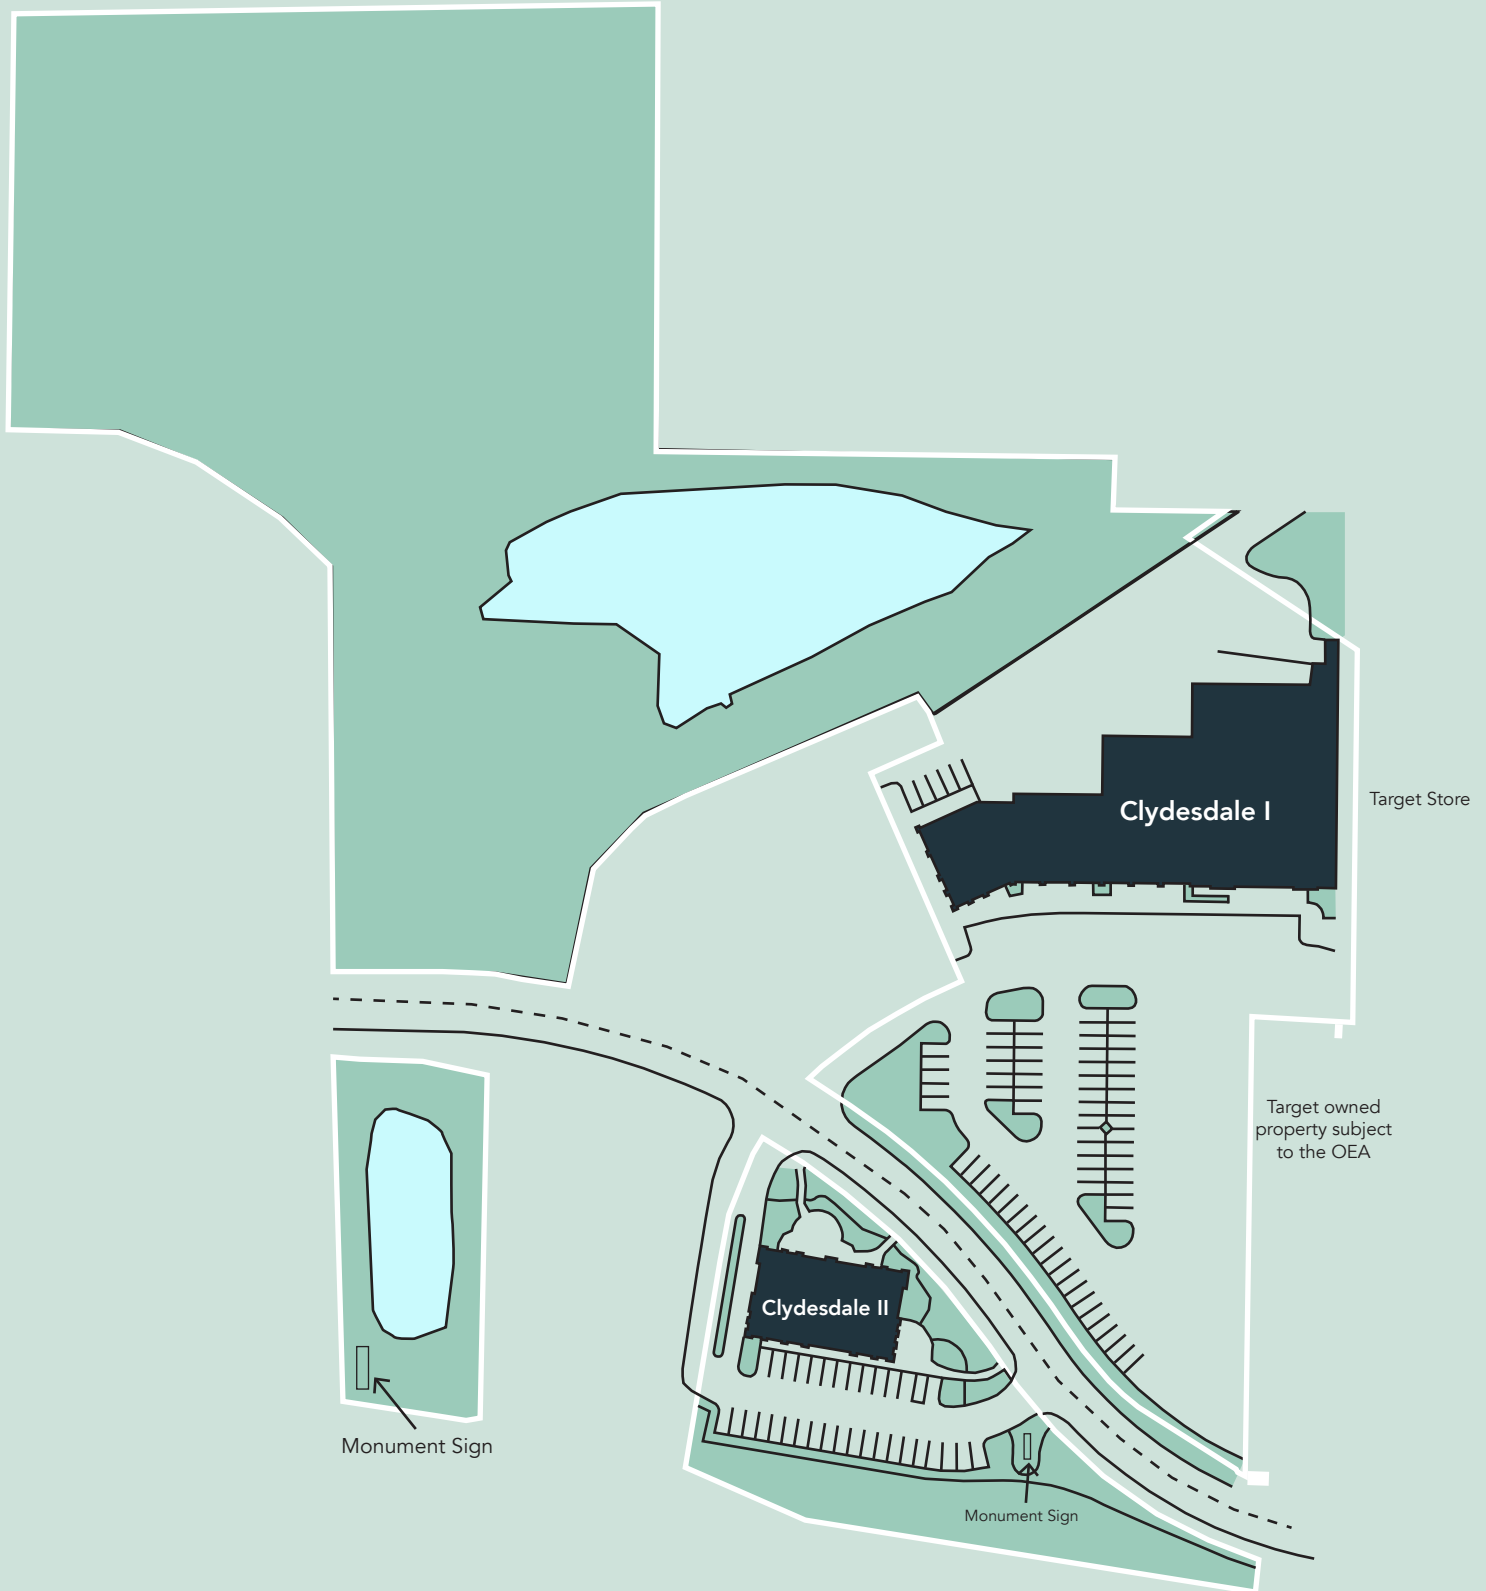 Target Store
Clydesdale I
Target owned
property subject
to the OEA
Clydesdale II
Monument Sign
Monument Sign